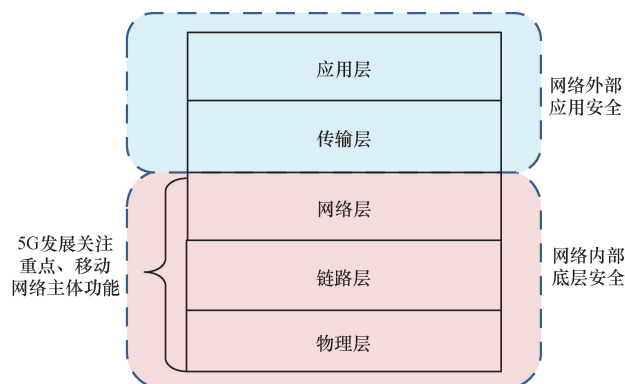 应用层
传输层
网络层
链路层
物理层
网络外部
应用安全
5G发展关注
重点、移动
网络主体功能
网络内部
底层安全